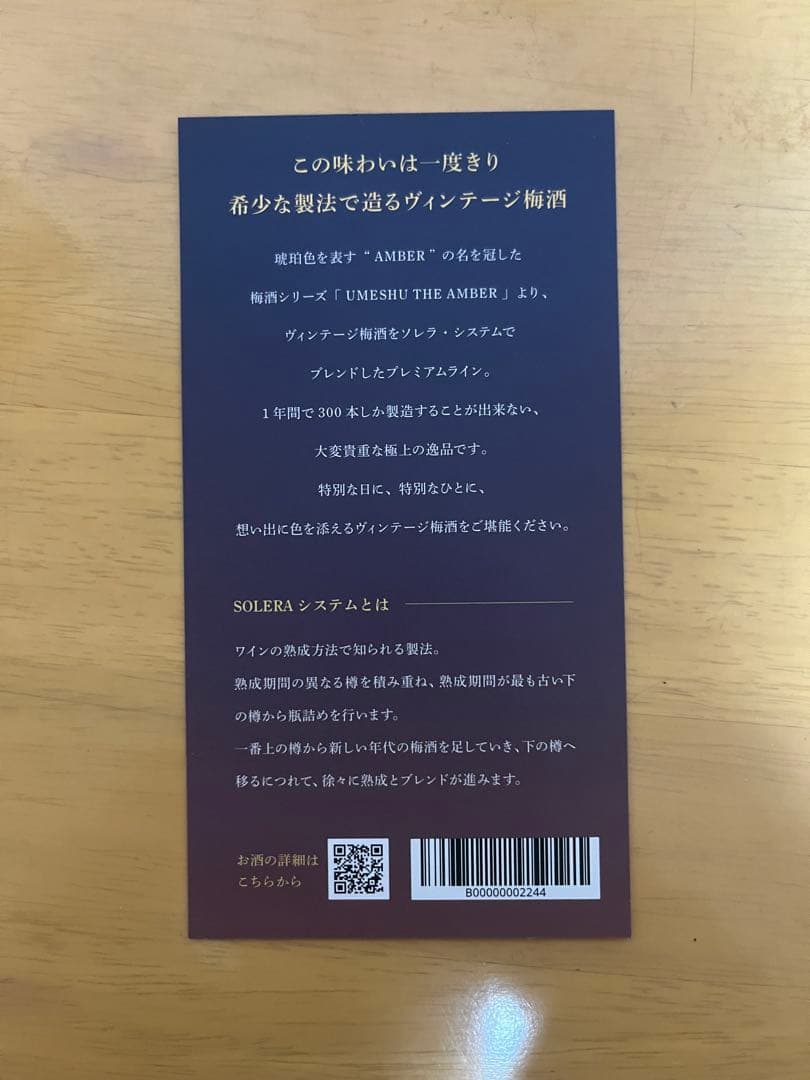 この味わいは一度きり
希少な製法で造るヴィンテージ梅酒
琥珀色を表す “ AMBER ” の名を冠した
梅酒シリーズ「 UMESHU THE AMBER 」より、
ヴィンテージ梅酒をソレラ・システムで
ブレンドしたプレミアムライン。
1年間で 300 本しか製造することが出来ない、
大変貴重な極上の逸品です。
特別な日に、特別なひとに、
想い出に色を添えるヴィンテージ梅酒をご堪能ください。
SOLERA システムとは
ワインの熟成方法で知られる製法。
熟成期間の異なる樽を積み重ね、熟成期間が最も古い下
の樽から瓶詰めを行います。
一番上の樽から新しい年代の梅酒を足していき、下の樽へ
移るにつれて、徐々に熟成とブレンドが進みます。
お酒の詳細は
こちらから
B00000002244